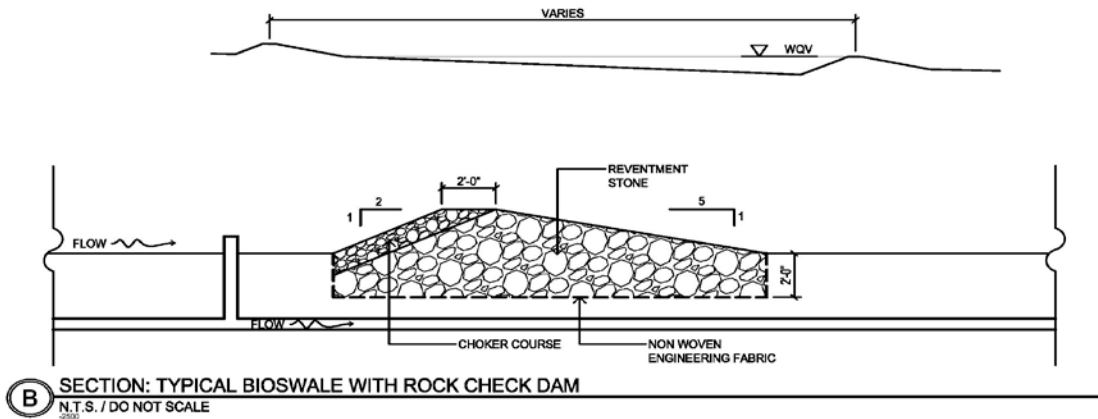 VARIES
WQV
REVENTMENT
STONE
2'-0"
2
1
5
1
FLOW
2'-0"
FLOW
CHOKER COURSE
NON WOVEN
ENGINEERING FABRIC
B
SECTION: TYPICAL BIOSWALE WITH ROCK CHECK DAM
N.T.S. / DO NOT SCALE